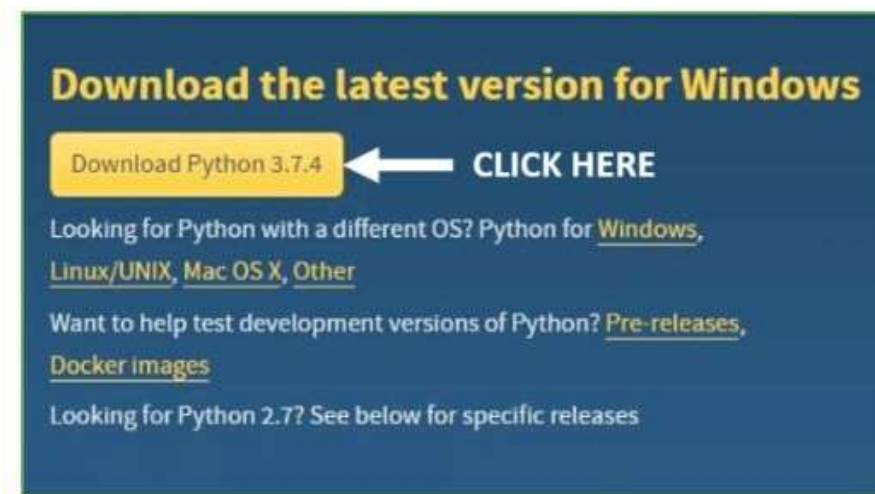 Download the latest version for Windows
Download Python 3.7.4
CLICK HERE
Looking for Python with a different OS? Python for Windows,
Linux/UNIX, Mac OS X, Other
Want to help test development versions of Python? Pre-releases,
Docker images
Looking for Python 2.7? See below for specific releases